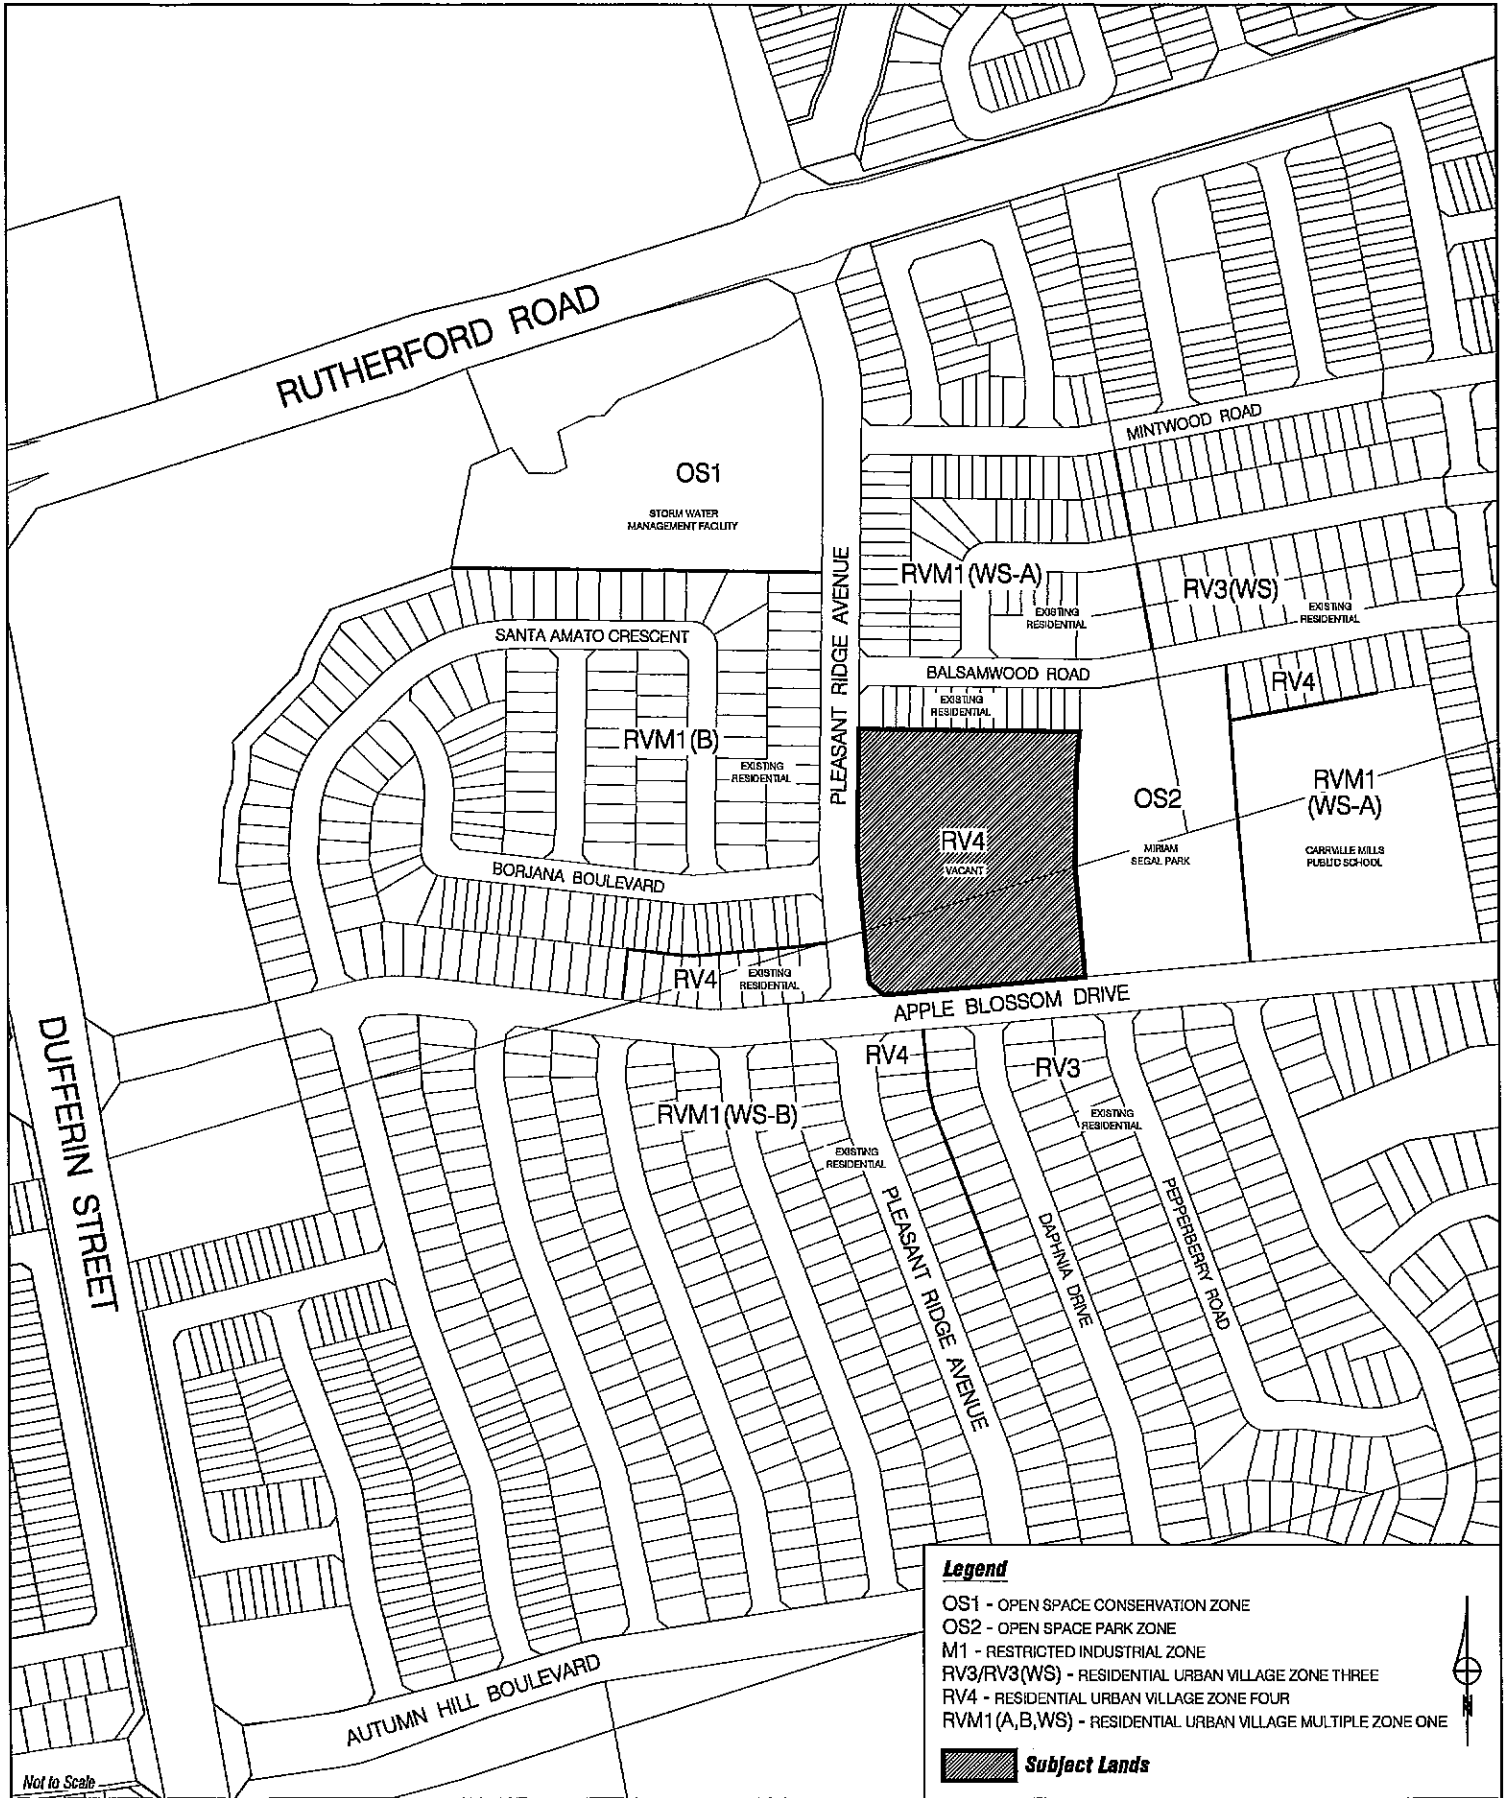 RUTHERFORD ROAD
MINTWOOD ROAD
OS1
STORM WATER
MANAGEMENT FACILITY
PLEASANT RIDGE AVENUE
RVM1(WS-A)
EXISTING
RESIDENTIAL
RV3(WS)
EXISTING
RESIDENTIAL
SANTA AMATO CRESCENT
BALSAMWOOD ROAD
EXISTING
RESIDENTIAL
RV4
RVM1(B)
EXISTING
RESIDENTIAL
OS2
MIRIAM
SEGAL PARK
RVM1
(WS-A)
CARRVILLE MILLS
PUBLIC SCHOOL
RV4
VACANT
BORJANA BOULEVARD
RV4
EXISTING
RESIDENTIAL
APPLE BLOSSOM DRIVE
DUFFERIN STREET
RV4
RV3
EXISTING
RESIDENTIAL
RVM1(WS-B)
EXISTING
RESIDENTIAL
PLEASANT RIDGE AVENUE
DAPHNIA DRIVE
PEPPERBERRY ROAD
AUTUMN HILL BOULEVARD
Not to Scale
Legend
OS1 - OPEN SPACE CONSERVATION ZONE
OS2 - OPEN SPACE PARK ZONE
M1 - RESTRICTED INDUSTRIAL ZONE
RV3/RV3(WS) - RESIDENTIAL URBAN VILLAGE ZONE THREE
RV4 - RESIDENTIAL URBAN VILLAGE ZONE FOUR
RVM1(A,B,WS) - RESIDENTIAL URBAN VILLAGE MULTIPLE ZONE ONE
N
Subject Lands